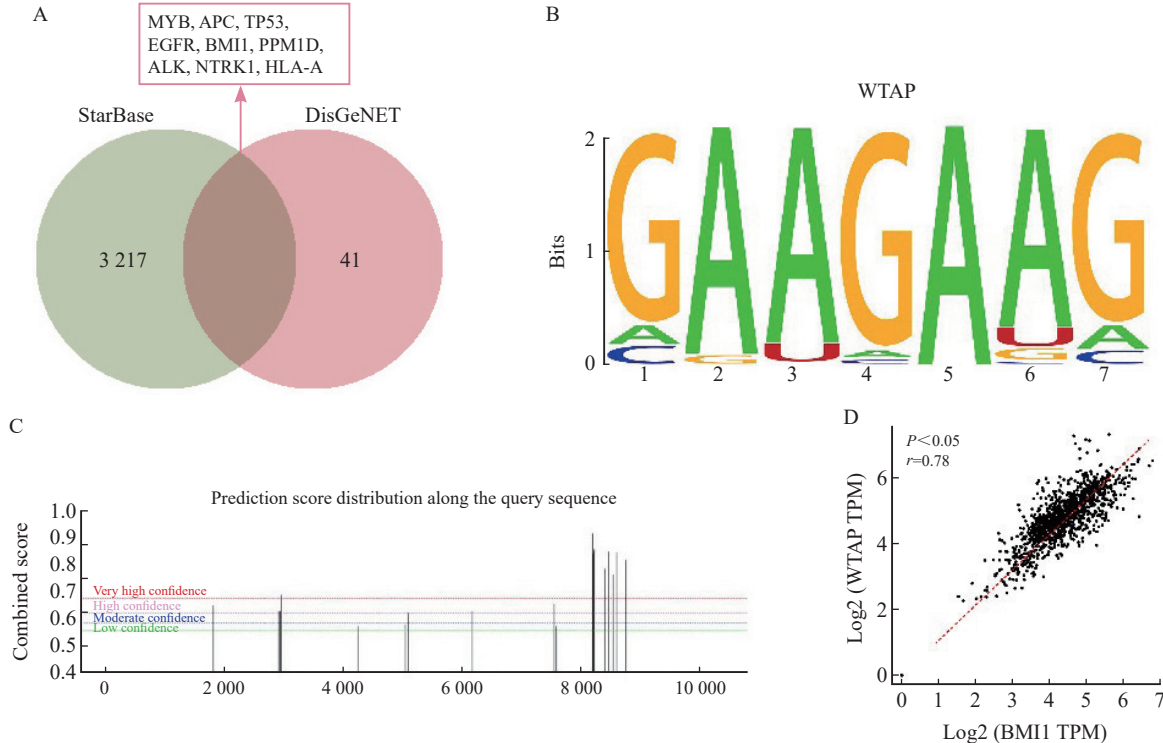 A
MYB, APC, TP53,
EGFR, BMI1, PPM1D,
ALK, NTRK1, HLA-A
StarBase
DisGeNET
3 217
41
B
WTAP
2
1
0
Bits
G A A G A A G
A G U A U A
C C G C
1 2 3 4 5 6 7
C
Prediction score distribution along the query sequence
Combined score
1.0
0.9
0.8
0.7
0.6
0.5
0.4
Very high confidence
High confidence
Moderate confidence
Low confidence
0 2 000 4 000 6 000 8 000 10 000
D
P<0.05
r=0.78
Log2 (WTAP TPM)
6
4
2
0
0 1 2 3 4 5 6 7
Log2 (BMI1 TPM)